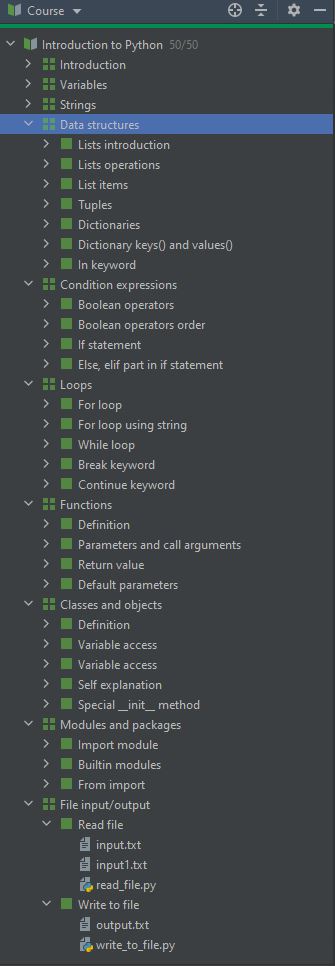 Course
Introduction to Python 50/50
Introduction
Variables
Strings
Data structures
Lists introduction
Lists operations
List items
Tuples
Dictionaries
Dictionary keys() and values()
In keyword
Condition expressions
Boolean operators
Boolean operators order
If statement
Else, elif part in if statement
Loops
For loop
For loop using string
While loop
Break keyword
Continue keyword
Functions
Definition
Parameters and call arguments
Return value
Default parameters
Classes and objects
Definition
Variable access
Variable access
Self explanation
Special __init__ method
Modules and packages
Import module
Builtin modules
From import
File input/output
Read file
input.txt
input1.txt
read_file.py
Write to file
output.txt
write_to_file.py